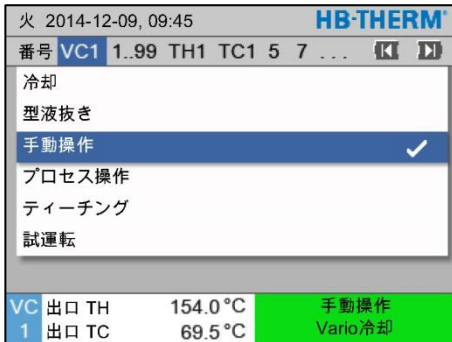 火 2014-12-09, 09:45 HB-THERM®
番号 VC1 1..99 TH1 TC1 5 7 ...
冷却
型液抜き
手動操作
プロセス操作
ティーチング
試運転
VC 出口 TH 154.0 °C 手動操作
1 出口 TC 69.5 °C Vario冷却